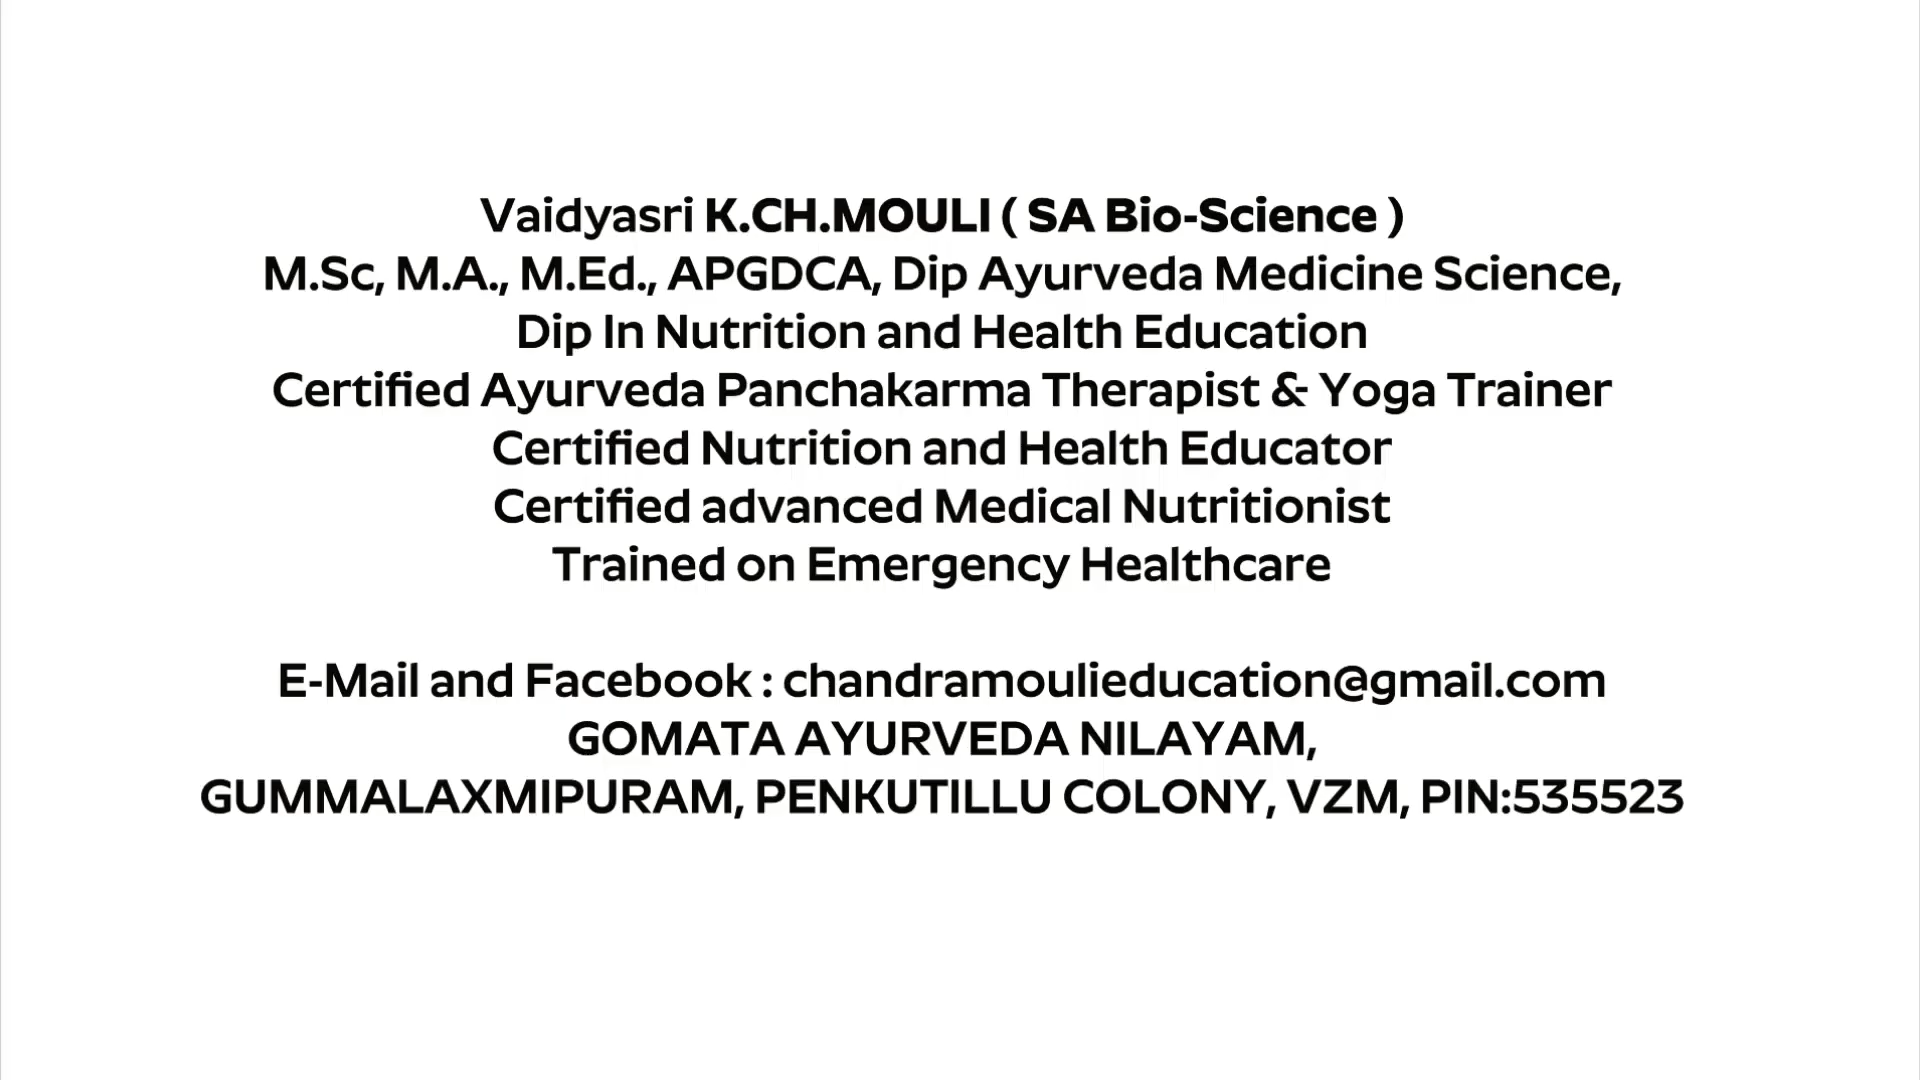 Vaidyasri K.CH.MOULI ( SA Bio-Science )
M.Sc, M.A., M.Ed., APGDCA, Dip Ayurveda Medicine Science,
Dip In Nutrition and Health Education
Certified Ayurveda Panchakarma Therapist & Yoga Trainer
Certified Nutrition and Health Educator
Certified advanced Medical Nutritionist
Trained on Emergency Healthcare
E-Mail and Facebook : chandramoulieducation@gmail.com
GOMATA AYURVEDA NILAYAM,
GUMMALAXMIPURAM, PENKUTILLU COLONY, VZM, PIN:535523